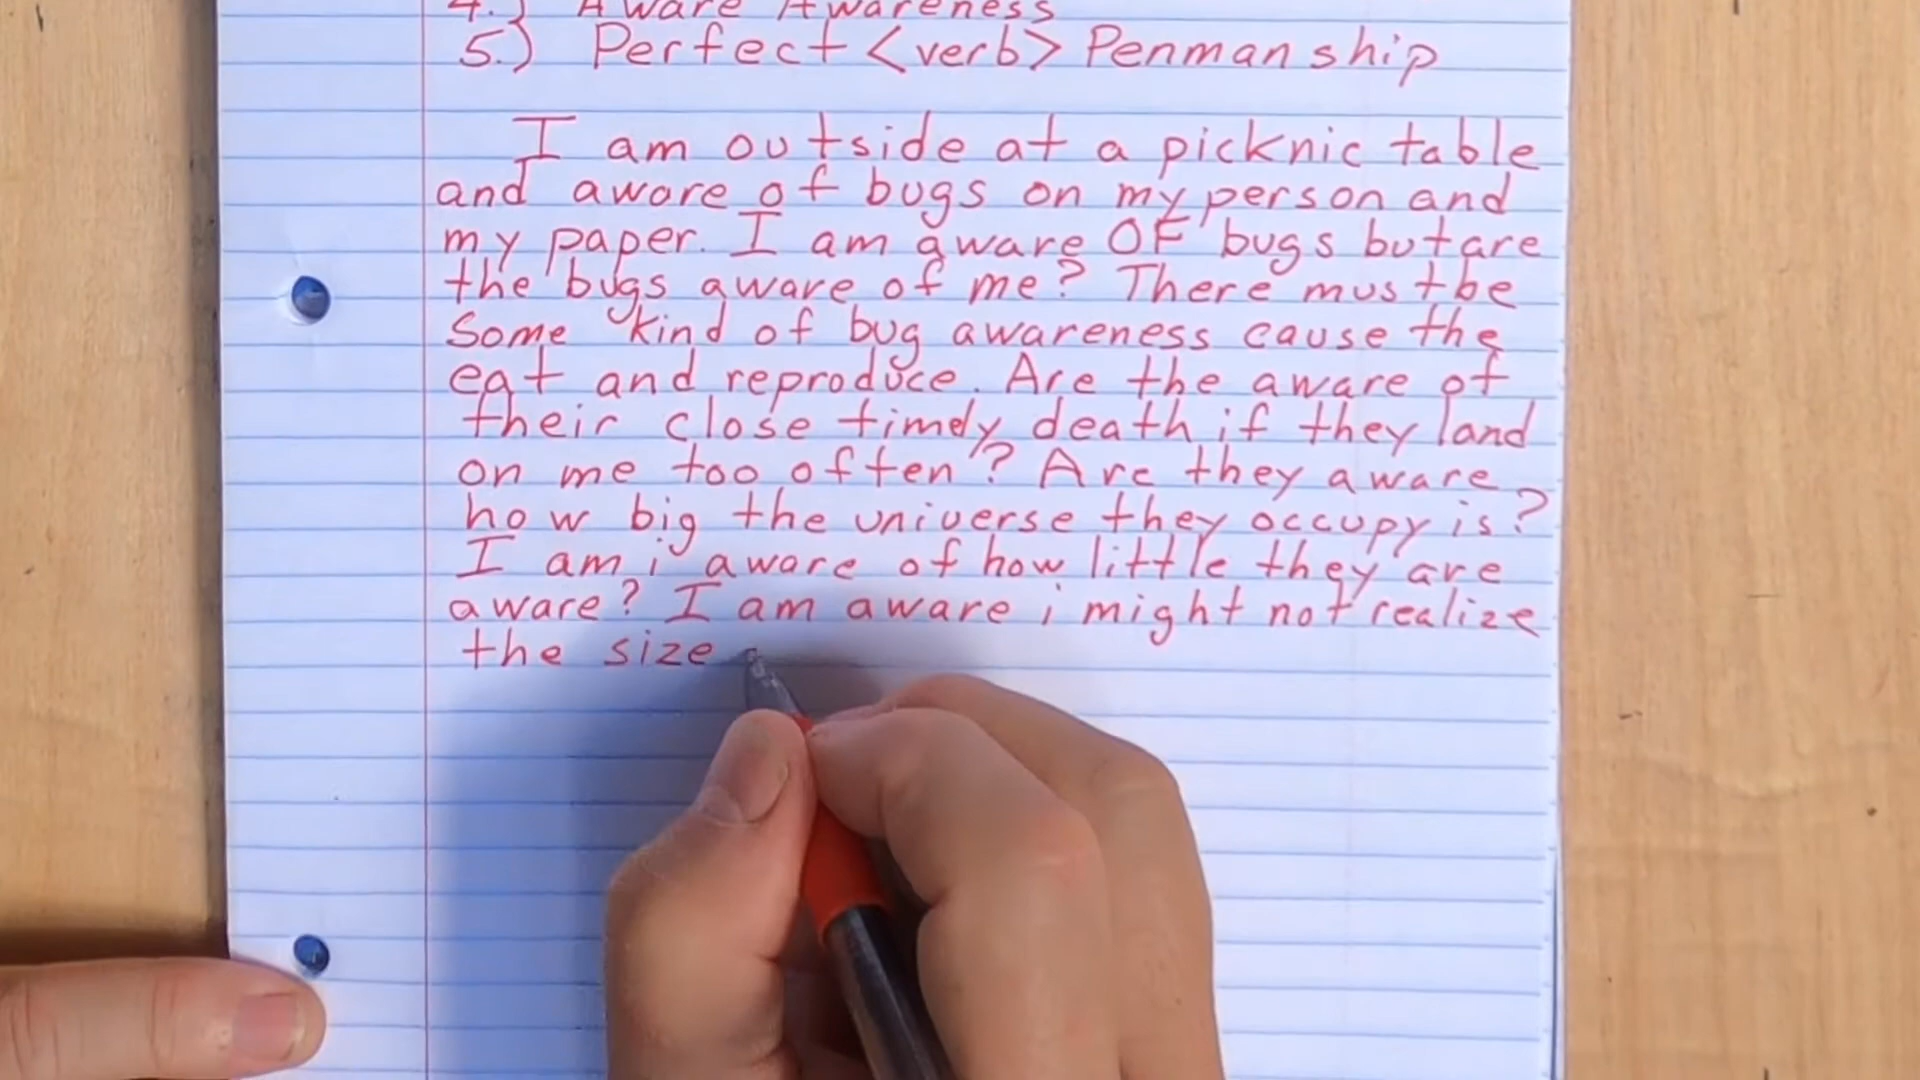 4.) Aware Awareness
5.) Perfect <verb> Penmanship
I am outside at a picknic table
and aware of bugs on my person and
my paper. I am aware OF bugs but are
the bugs aware of me? There must be
Some kind of bug awareness cause the
eat and reproduce. Are the aware of
their close timely death if they land
on me too often? Are they aware
how big the universe they occupy is?
I am i aware of how little they are
aware? I am aware i might not realize
the size